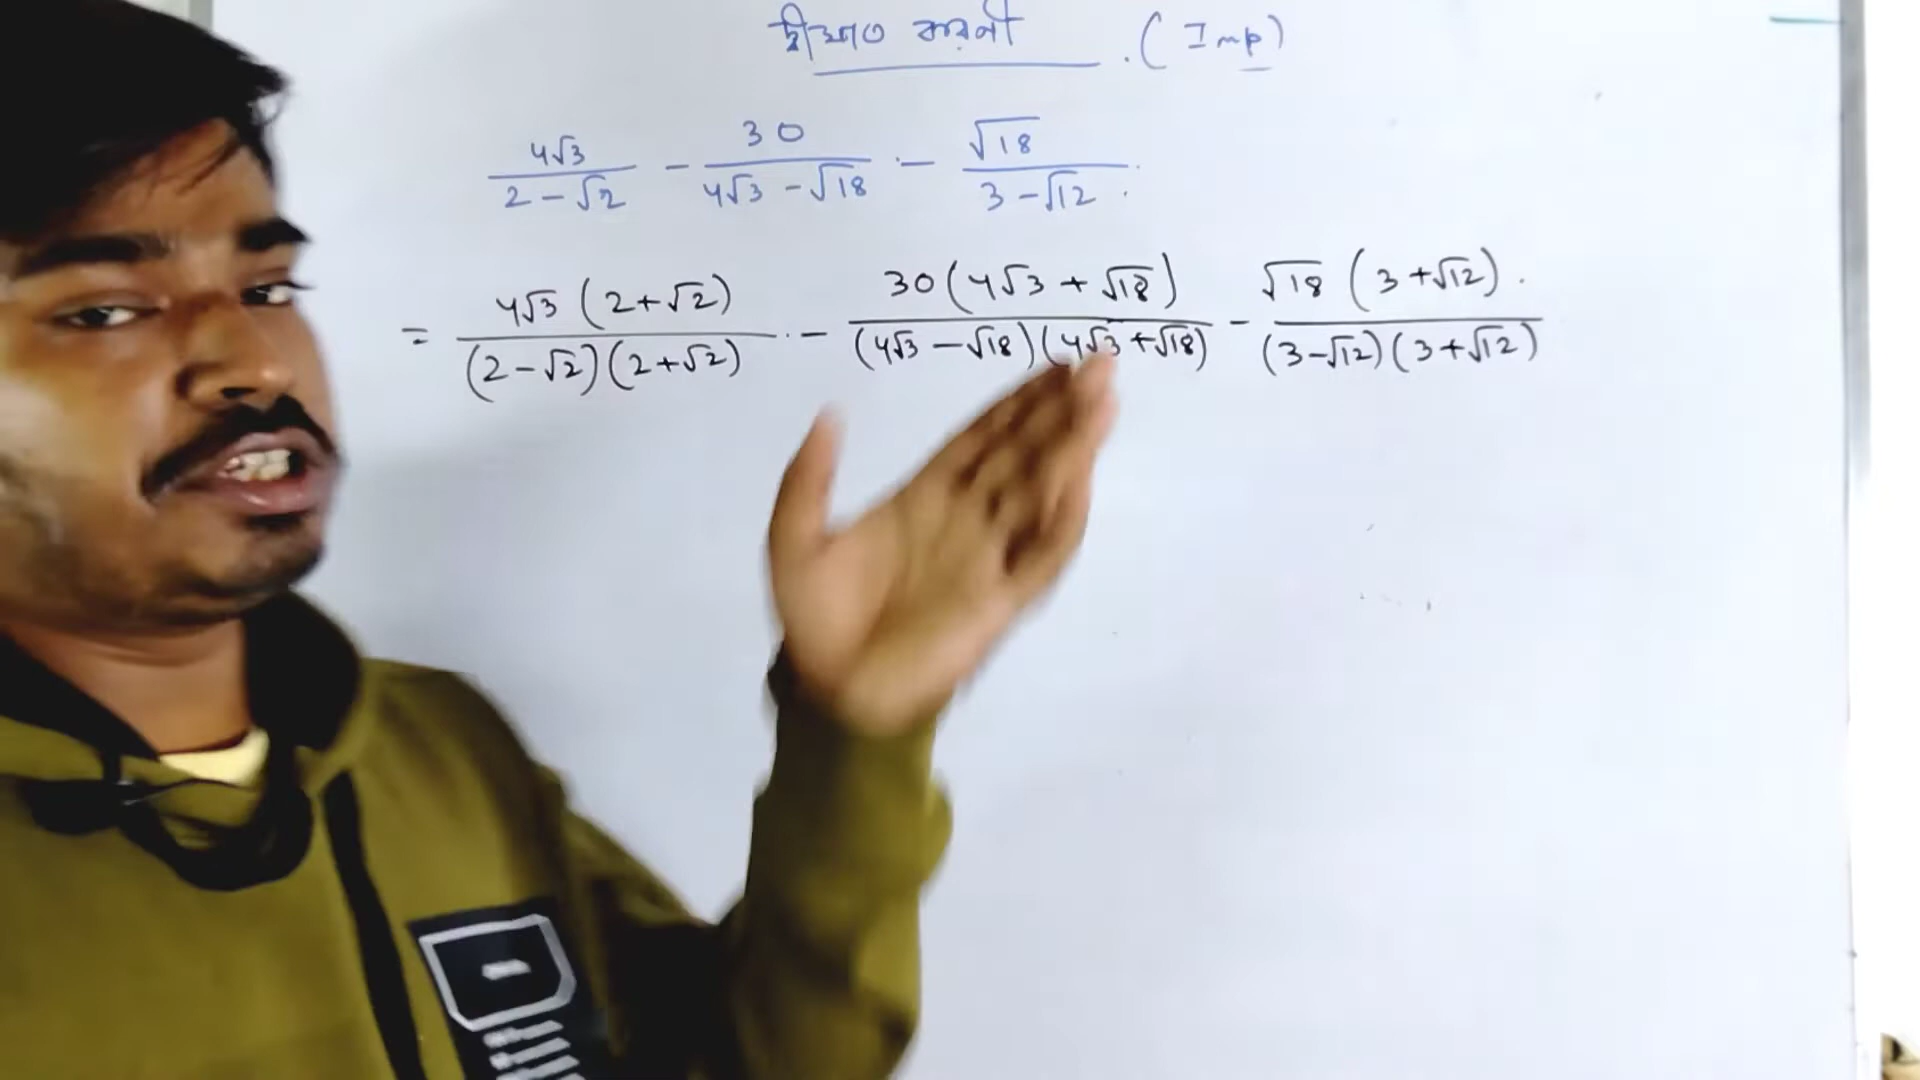 দ্বীঘাত করণী . (Imp)
4√3/2-√2 - 30/4√3-√18 - √18/3-√12
= 4√3(2+√2)/(2-√2)(2+√2) - 30(4√3+√18)/(4√3-√18)(4√3+√18) - √18(3+√12)/(3-√12)(3+√12)